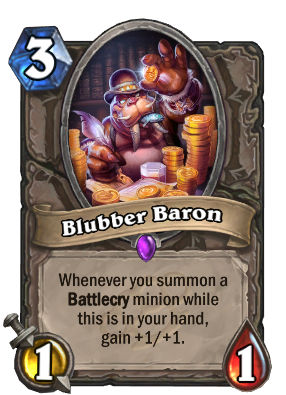 3
Blubber Baron
Whenever you summon a
Battlecry minion while
this is in your hand,
gain +1/+1.
1
1